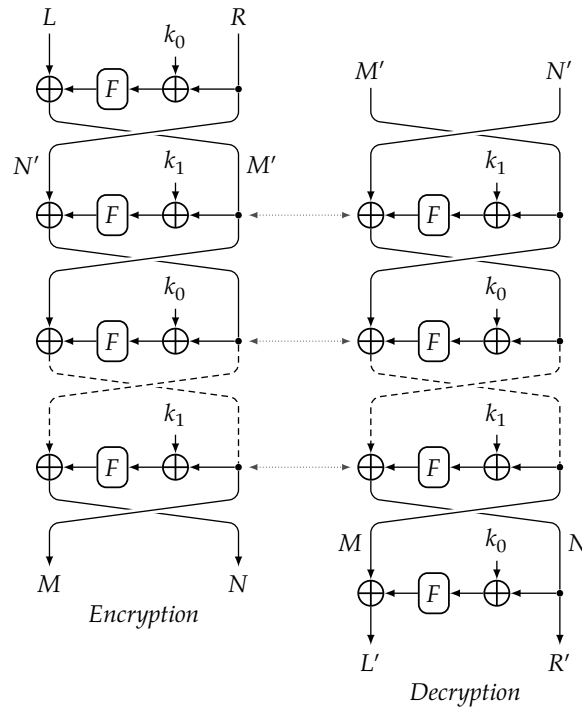 L R
k0
F
M′ N′
N′ M′
k1 k1
F F
k0 k0
F F
k1 k1
F F
M N
k0
M N
F
Encryption
L′ R′
Decryption